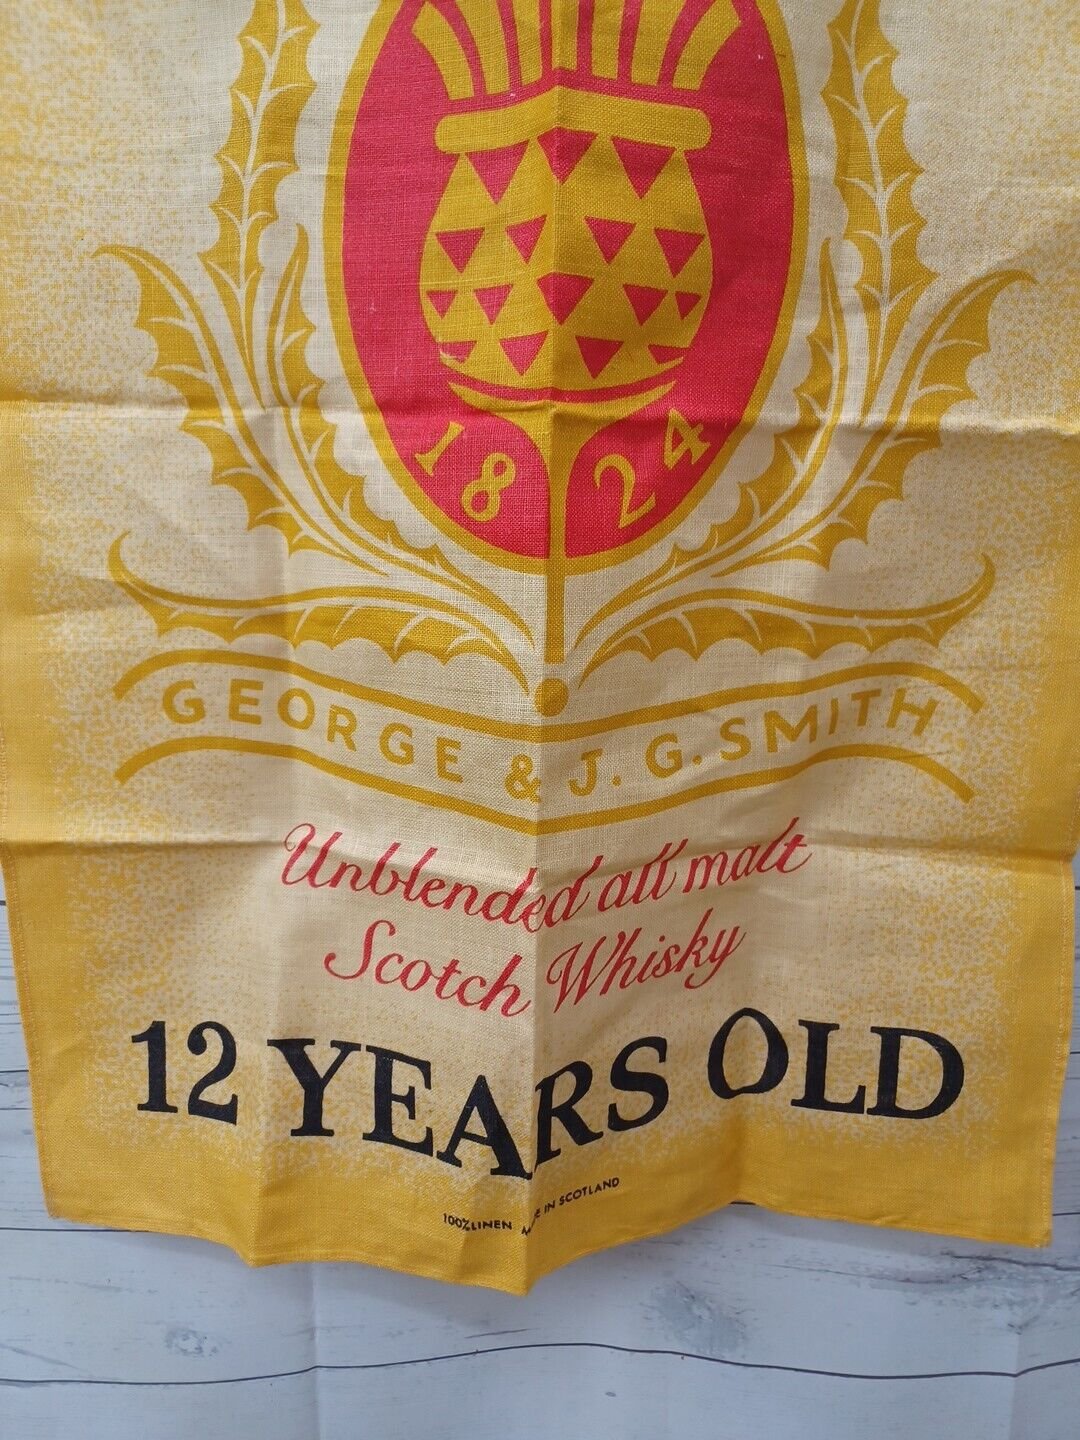 1824
GEORGE & J. G. SMITH
Unblended all malt
Scotch Whisky
12 YEARS OLD
100% LINEN IN SCOTLAND